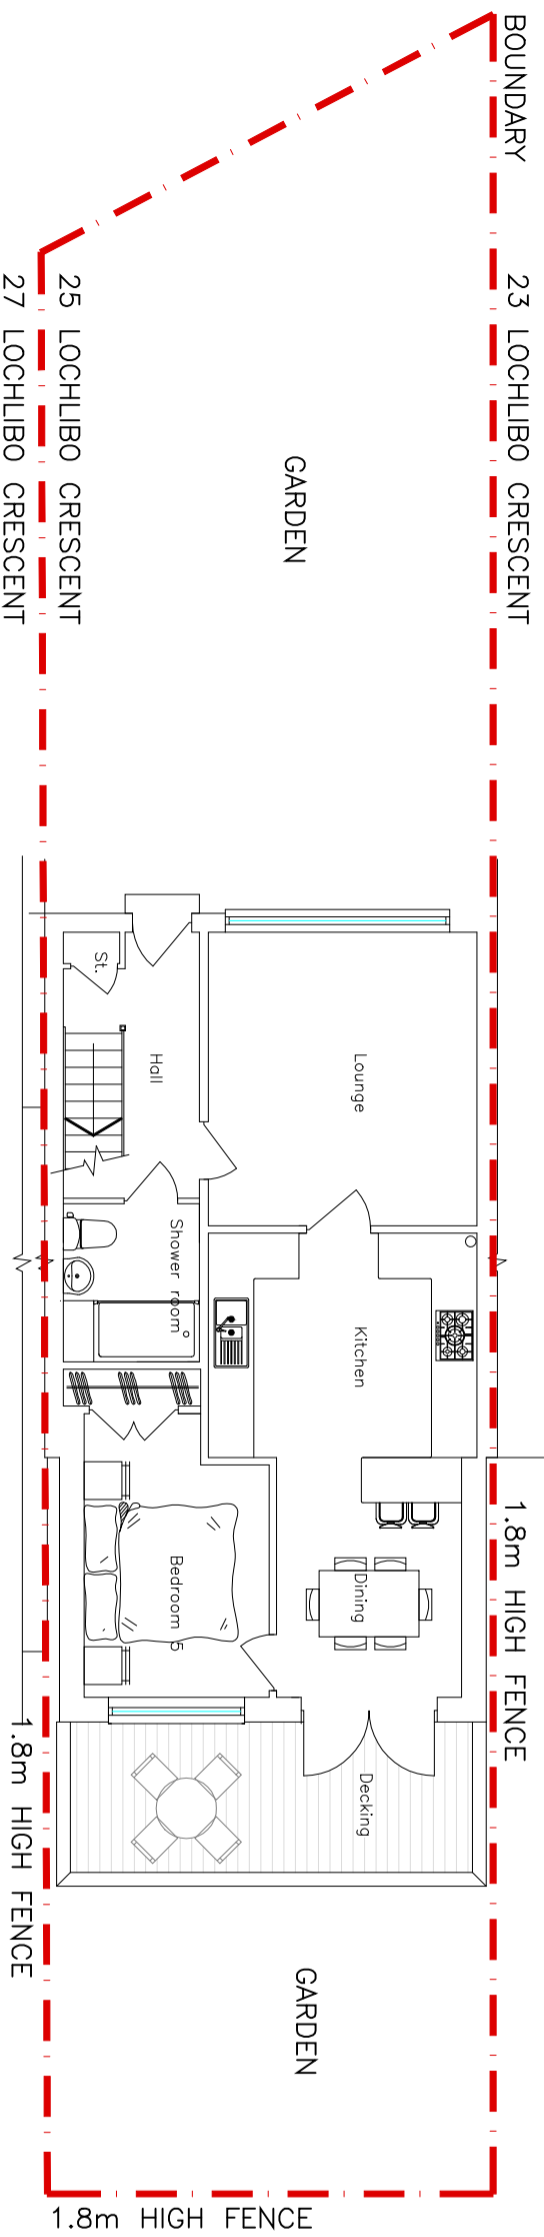 BOUNDARY
23 LOCHLIBO CRESCENT
25 LOCHLIBO CRESCENT
27 LOCHLIBO CRESCENT
GARDEN
St.
Hall
Lounge
Shower room
Kitchen
Bedroom 5
Dining
1.8m HIGH FENCE
Decking
1.8m HIGH FENCE
GARDEN
1.8m HIGH FENCE